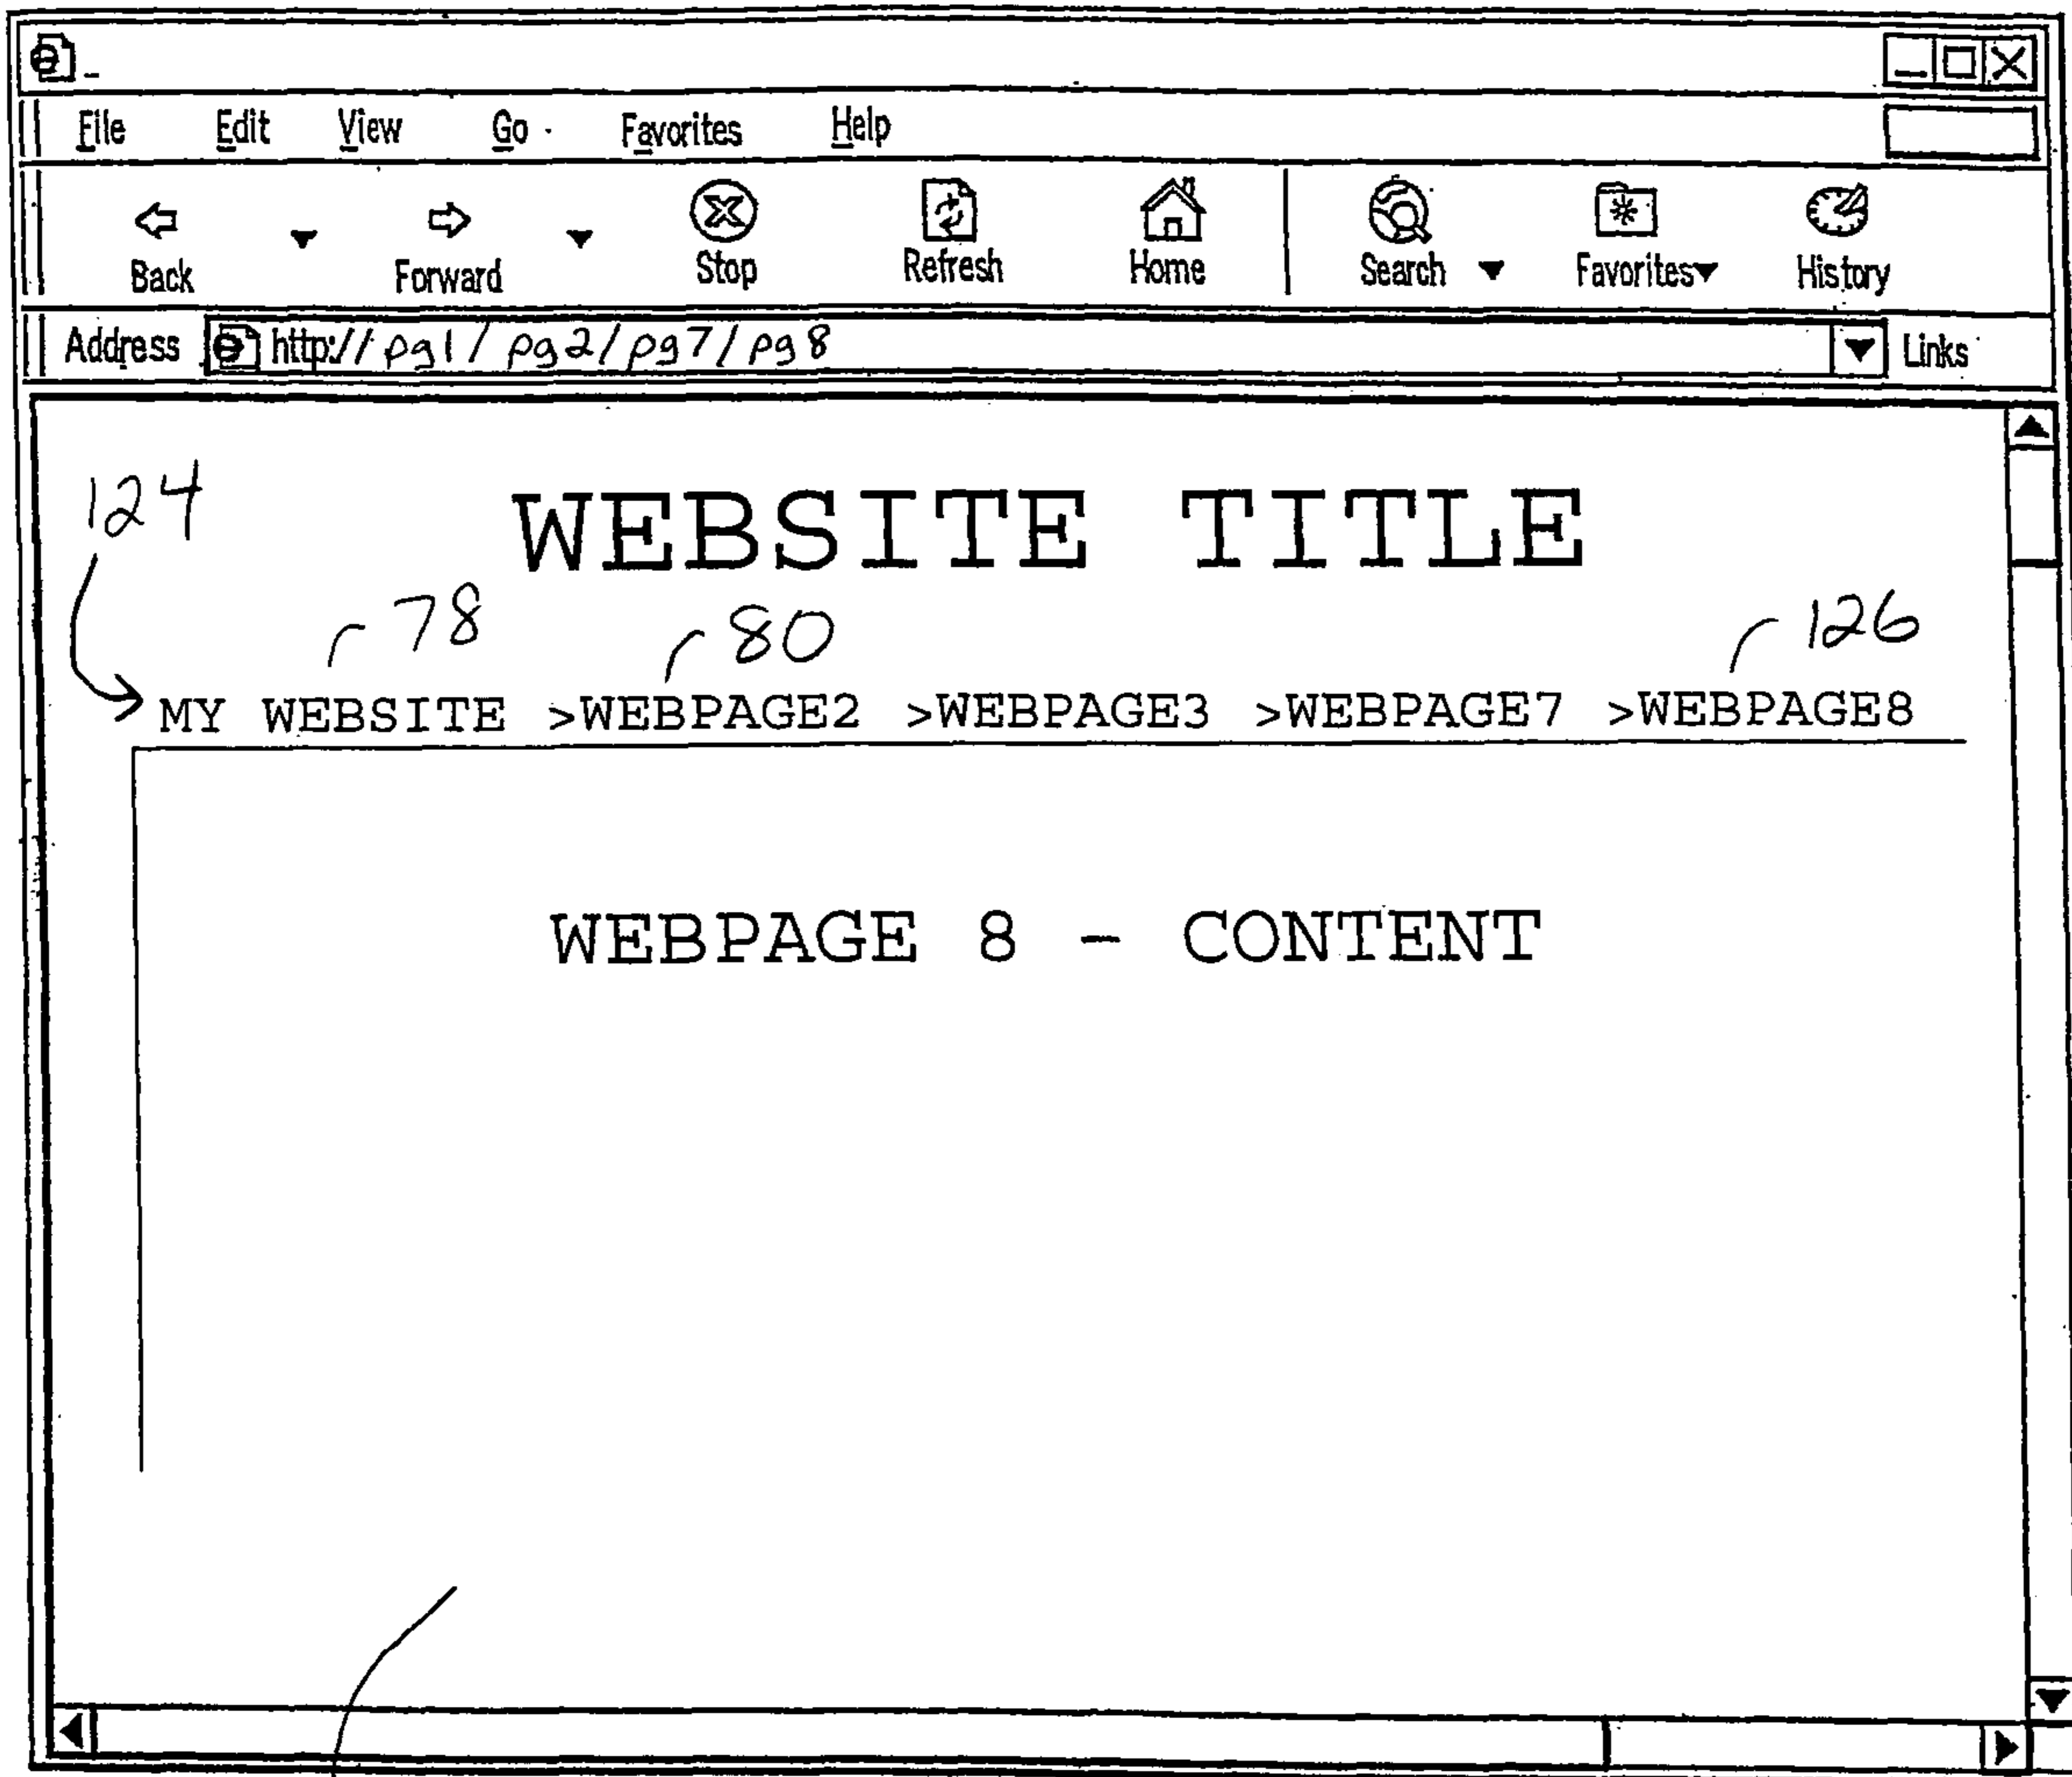 File Edit View Go Favorites Help
Back Forward Stop Refresh Home Search Favorites History
Address http://pg1/pg2/pg7/pg8 Links
124
WEBSITE TITLE
78 80 126
MY WEBSITE >WEBPAGE2 >WEBPAGE3 >WEBPAGE7 >WEBPAGE8
WEBPAGE 8 - CONTENT